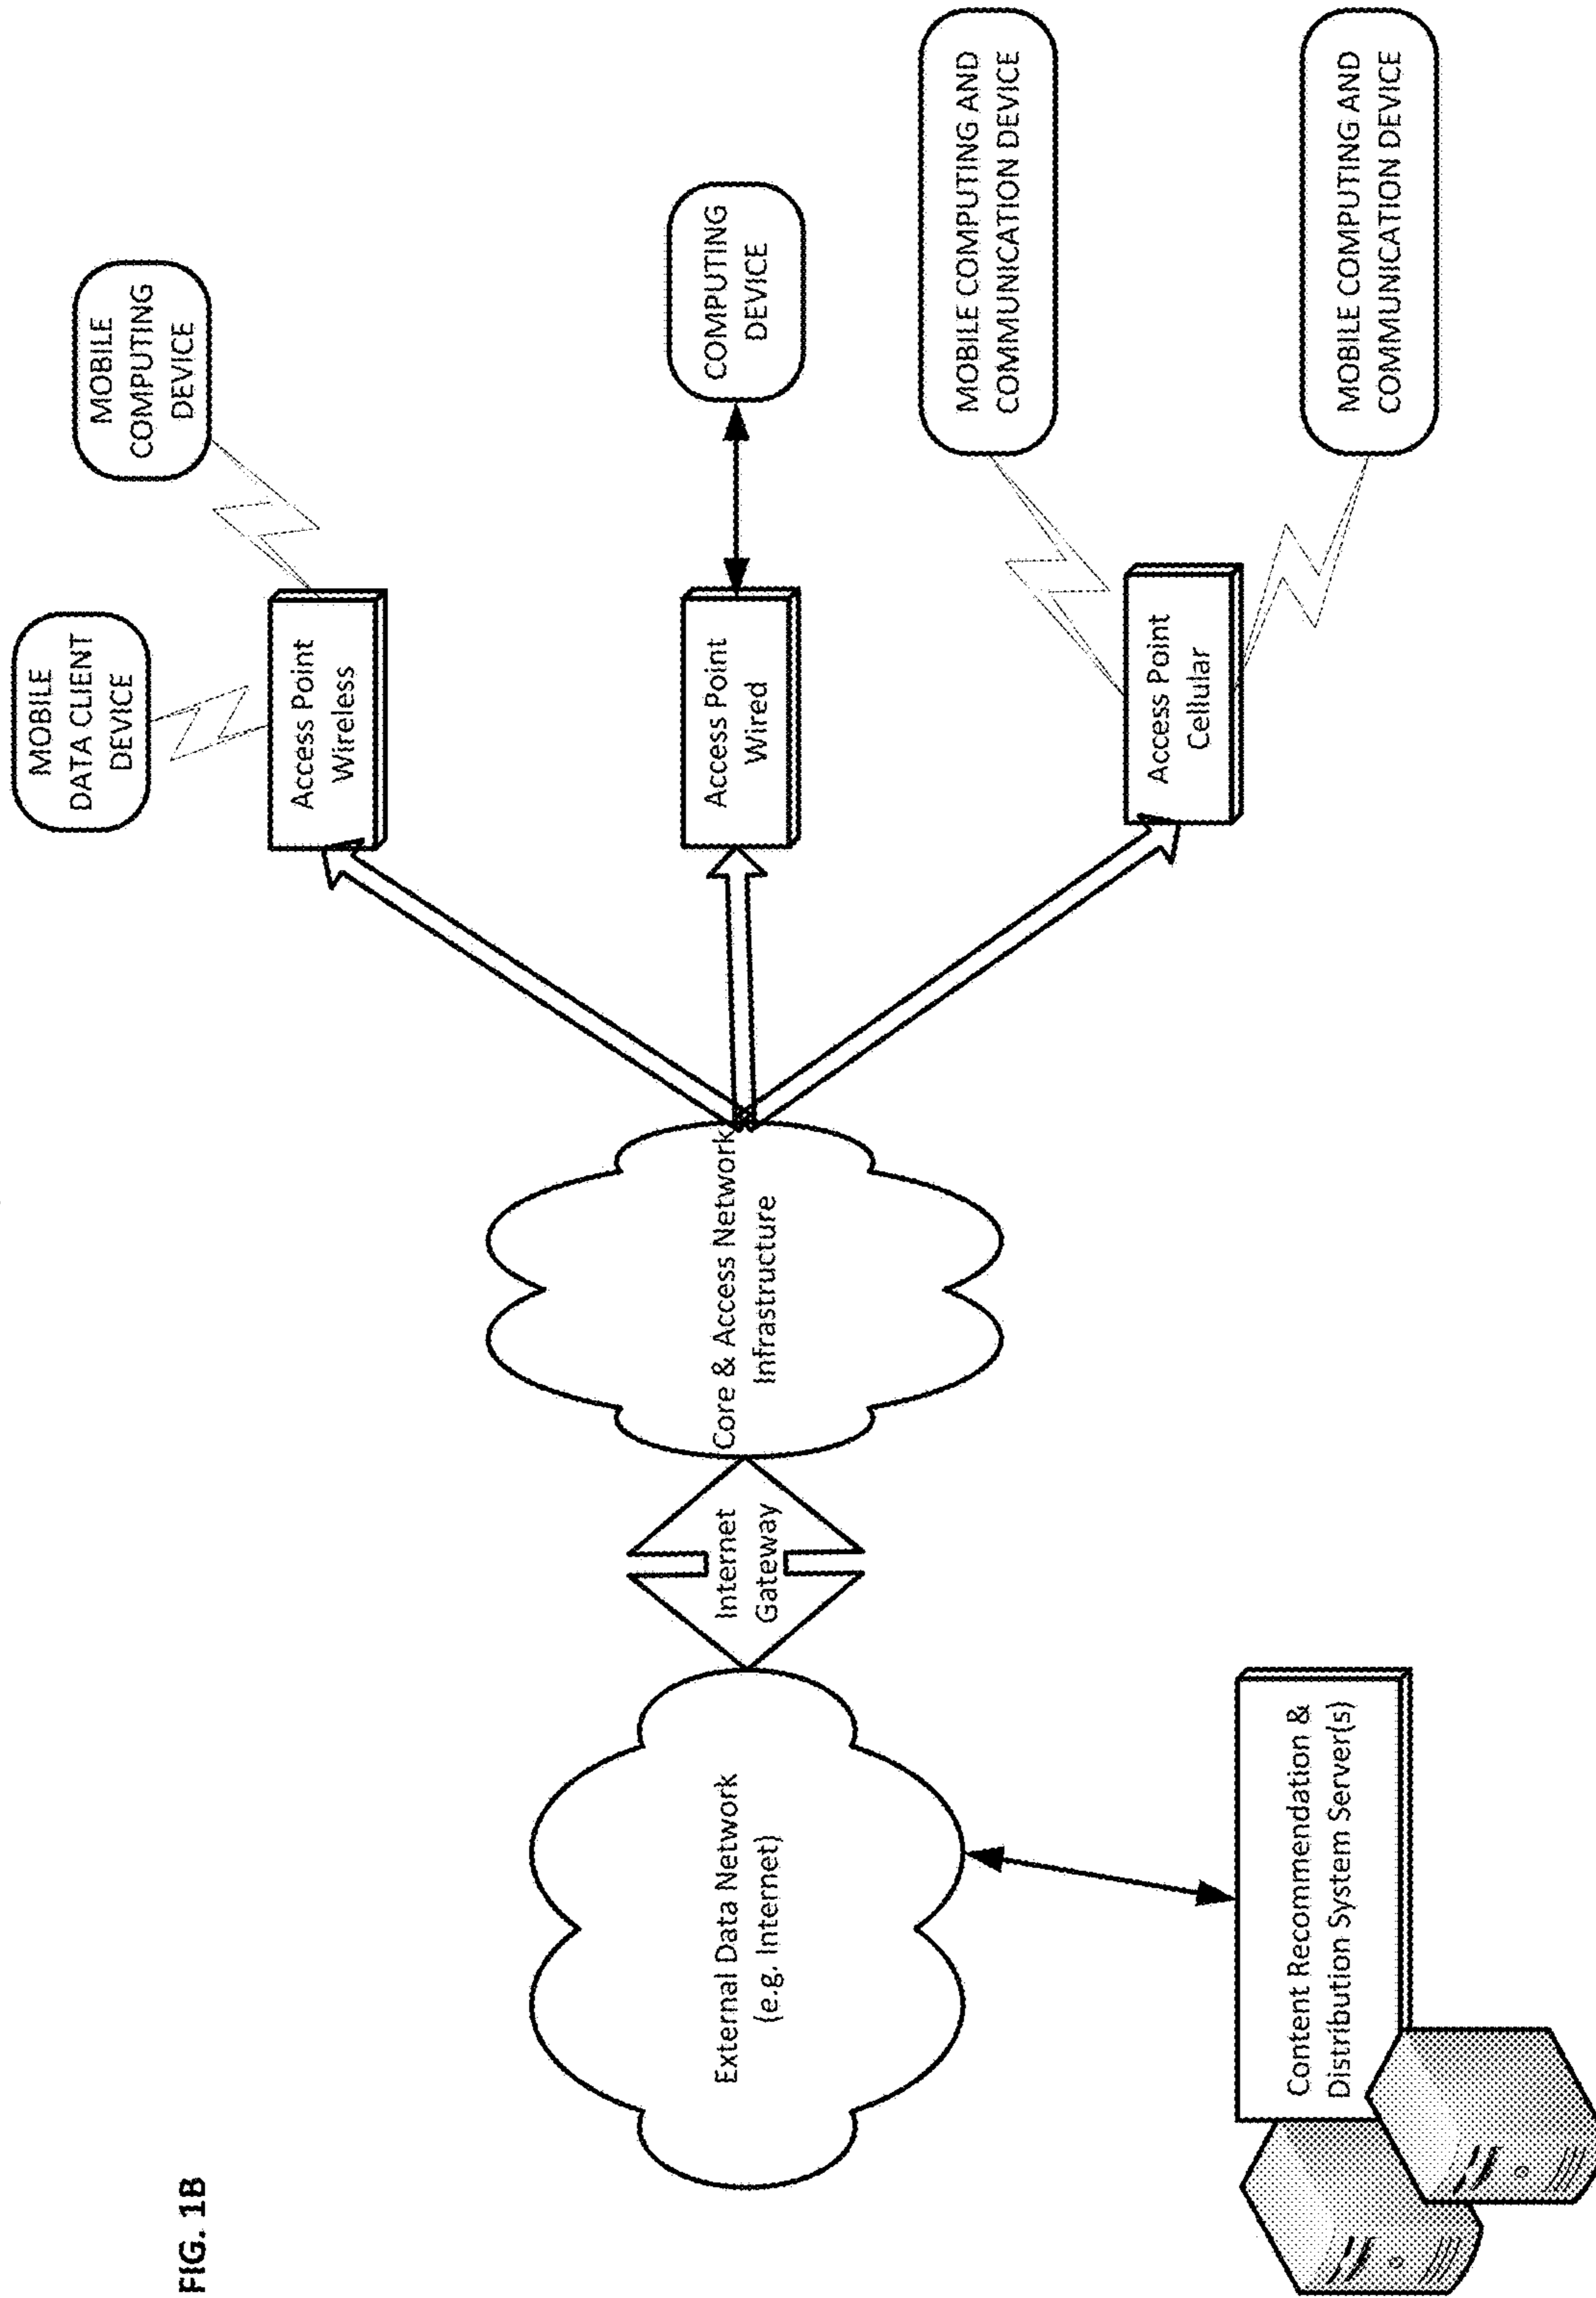 FIG. 1B
MOBILE
DATA CLIENT
DEVICE
MOBILE
COMPUTING
DEVICE
Access Point
Wireless
External Data Network
(e.g. Internet)
Internet
Gateway
Core & Access Network
Infrastructure
Access Point
Wired
COMPUTING
DEVICE
MOBILE COMPUTING AND
COMMUNICATION DEVICE
Access Point
Cellular
Content Recommendation &
Distribution System Server(s)
MOBILE COMPUTING AND
COMMUNICATION DEVICE